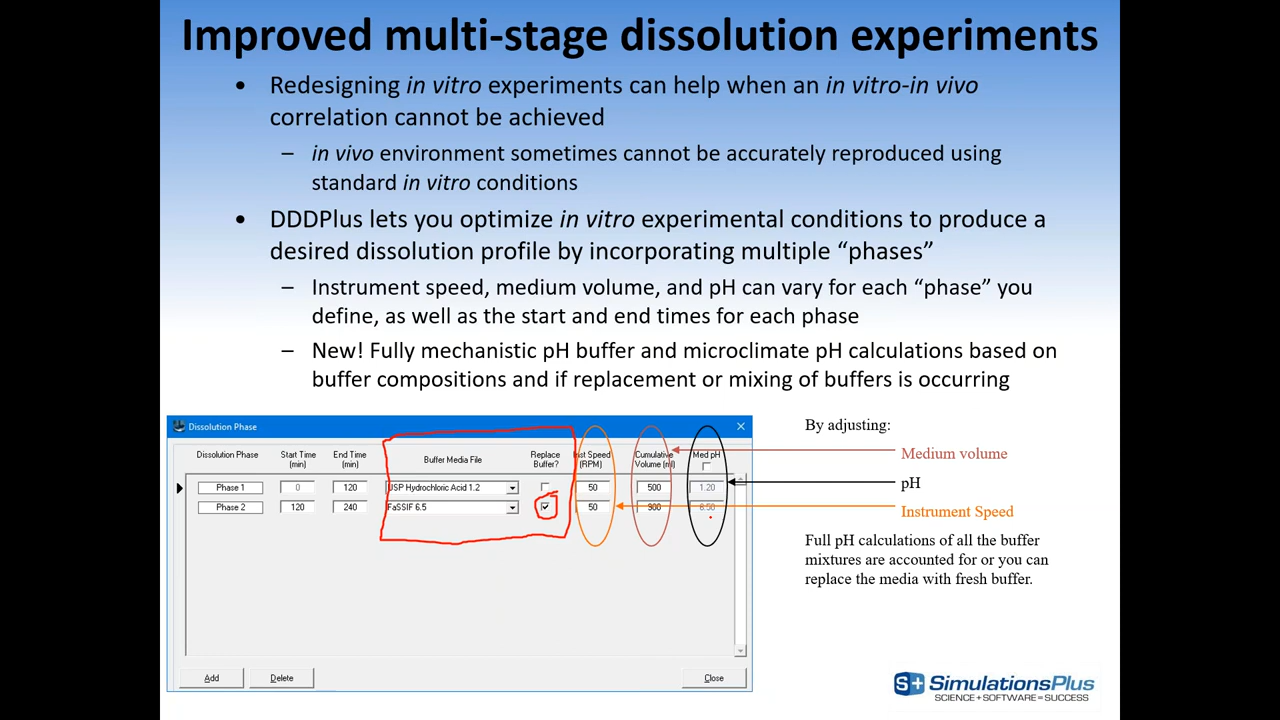 Improved multi-stage dissolution experiments
• Redesigning in vitro experiments can help when an in vitro-in vivo
correlation cannot be achieved
– in vivo environment sometimes cannot be accurately reproduced using
standard in vitro conditions
• DDDPlus lets you optimize in vitro experimental conditions to produce a
desired dissolution profile by incorporating multiple “phases”
– Instrument speed, medium volume, and pH can vary for each “phase” you
define, as well as the start and end times for each phase
– New! Fully mechanistic pH buffer and microclimate pH calculations based on
buffer compositions and if replacement or mixing of buffers is occurring
Dissolution Phase
Dissolution Phase Start Time (min) End Time (min) Buffer Media File Replace Buffer? Inst Speed (RPM) Cumulative Volume (ml) Med pH
Phase 1 0 120 USP Hydrochloric Acid 1.2 50 500 1.20
Phase 2 120 240 FaSSIF 6.5 50 900 6.50
Add Delete Close
By adjusting:
Medium volume
pH
Instrument Speed
Full pH calculations of all the buffer
mixtures are accounted for or you can
replace the media with fresh buffer.
S+ SimulationsPlus
SCIENCE+SOFTWARE=SUCCESS